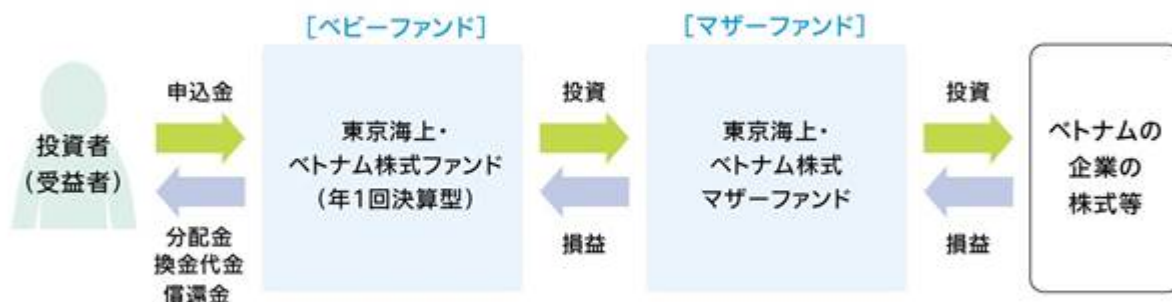 [ベビーファンド]
[マザーファンド]
申込金
投資者
(受益者)
分配金
換金代金
償還金
東京海上・
ベトナム株式ファンド
(年1回決算型)
投資
損益
東京海上・
ベトナム株式
マザーファンド
投資
損益
ベトナムの
企業の
株式等